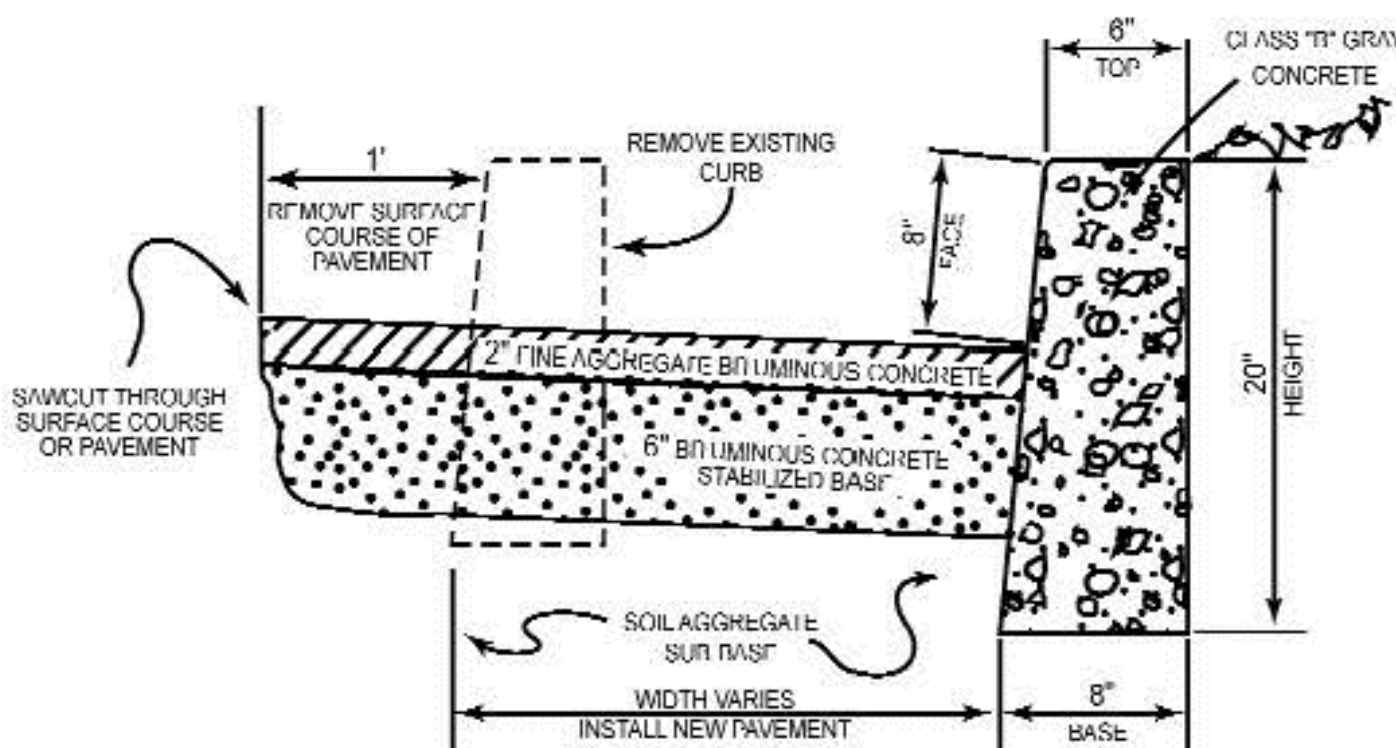 6"
TOP
CLASS "B" GRAY
CONCRETE
REMOVE EXISTING
CURB
1'
REMOVE SURFACE
COURSE OF
PAVEMENT
8"
FACE
20"
HEIGHT
SAWCUT THROUGH
SURFACE COURSE
OR PAVEMENT
2" FINE AGGREGATE BITUMINOUS CONCRETE
6" BITUMINOUS CONCRETE
STABILIZED BASE
SOIL AGGREGATE
SUB BASE
WIDTH VARIES
INSTALL NEW PAVEMENT
8"
BASE